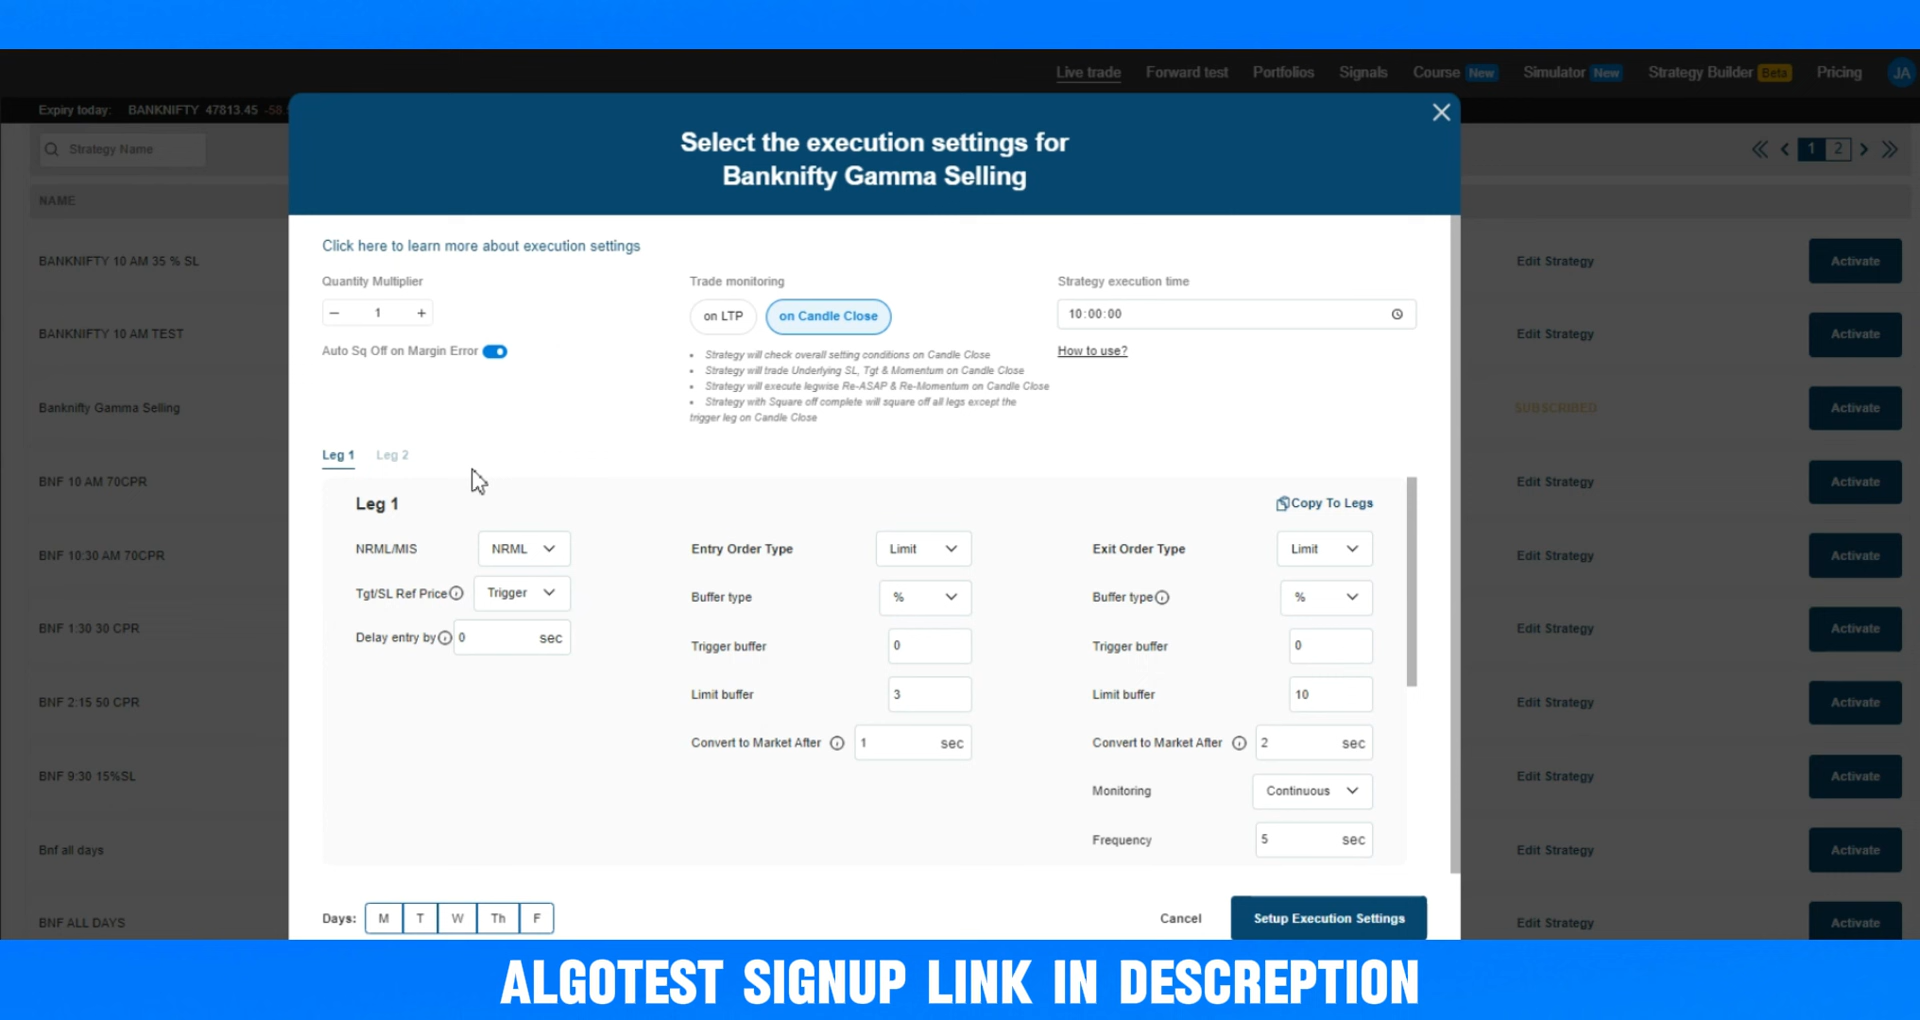 Live trade Forward test Portfolios Signals Course New Simulator New Strategy Builder Beta Pricing JA
Expiry today: BANKNIFTY 47813.45 -58
Strategy Name
1 2
NAME
BANKNIFTY 10 AM 35 % SL
Edit Strategy Activate
BANKNIFTY 10 AM TEST
Edit Strategy Activate
Banknifty Gamma Selling
SUBSCRIBED Activate
BNF 10 AM 70CPR
Edit Strategy Activate
BNF 10:30 AM 70CPR
Edit Strategy Activate
BNF 1:30 30 CPR
Edit Strategy Activate
BNF 2:15 50 CPR
Edit Strategy Activate
BNF 9:30 15%SL
Edit Strategy Activate
Bnf all days
Edit Strategy Activate
BNF ALL DAYS
Edit Strategy Activate
Select the execution settings for
Banknifty Gamma Selling
Click here to learn more about execution settings
Quantity Multiplier
− 1 +
Auto Sq Off on Margin Error
Trade monitoring
on LTP on Candle Close
• Strategy will check overall setting conditions on Candle Close
• Strategy will trade Underlying SL, Tgt & Momentum on Candle Close
• Strategy will execute legwise Re-ASAP & Re-Momentum on Candle Close
• Strategy with Square off complete will square off all legs except the
trigger leg on Candle Close
Strategy execution time
10:00:00
How to use?
Leg 1 Leg 2
Leg 1
Copy To Legs
NRML/MIS NRML
Tgt/SL Ref Price Trigger
Delay entry by 0 sec
Entry Order Type Limit
Buffer type %
Trigger buffer 0
Limit buffer 3
Convert to Market After 1 sec
Exit Order Type Limit
Buffer type %
Trigger buffer 0
Limit buffer 10
Convert to Market After 2 sec
Monitoring Continuous
Frequency 5 sec
Days: M T W Th F
Cancel Setup Execution Settings
ALGOTEST SIGNUP LINK IN DESCREPTION